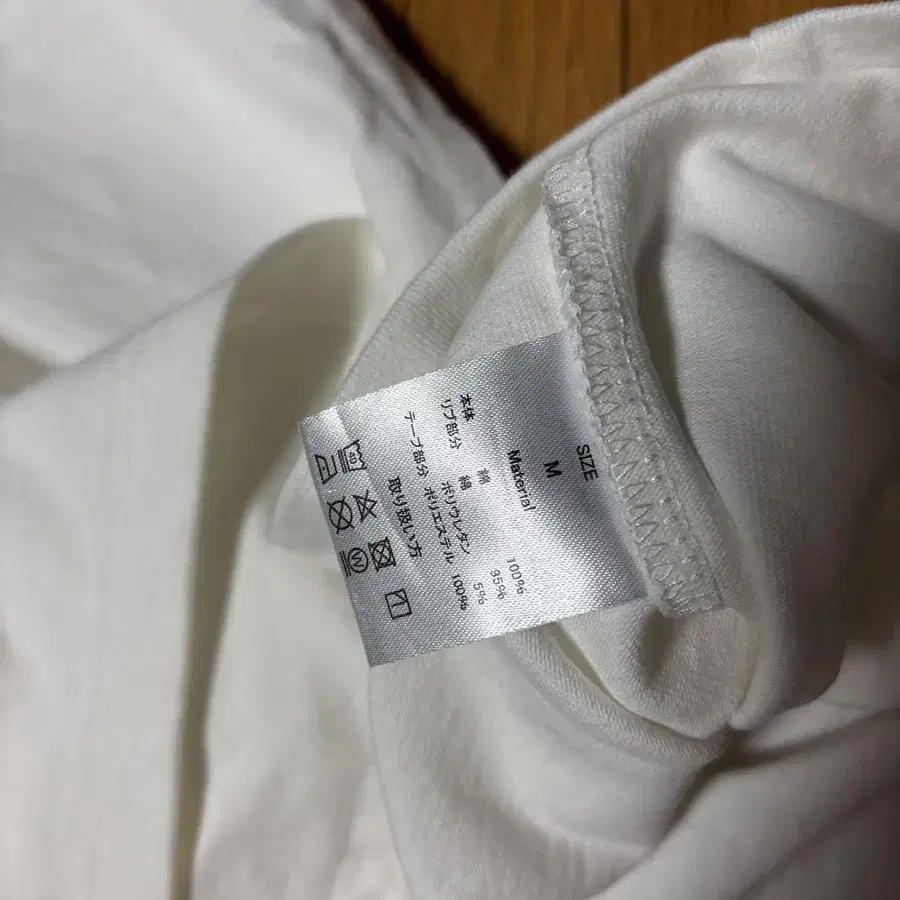 SIZE
M
Material
本体 綿 100%
リブ部分 綿 95%
ポリウレタン 5%
テープ部分 ポリエステル 100%
取り扱い方
40
W